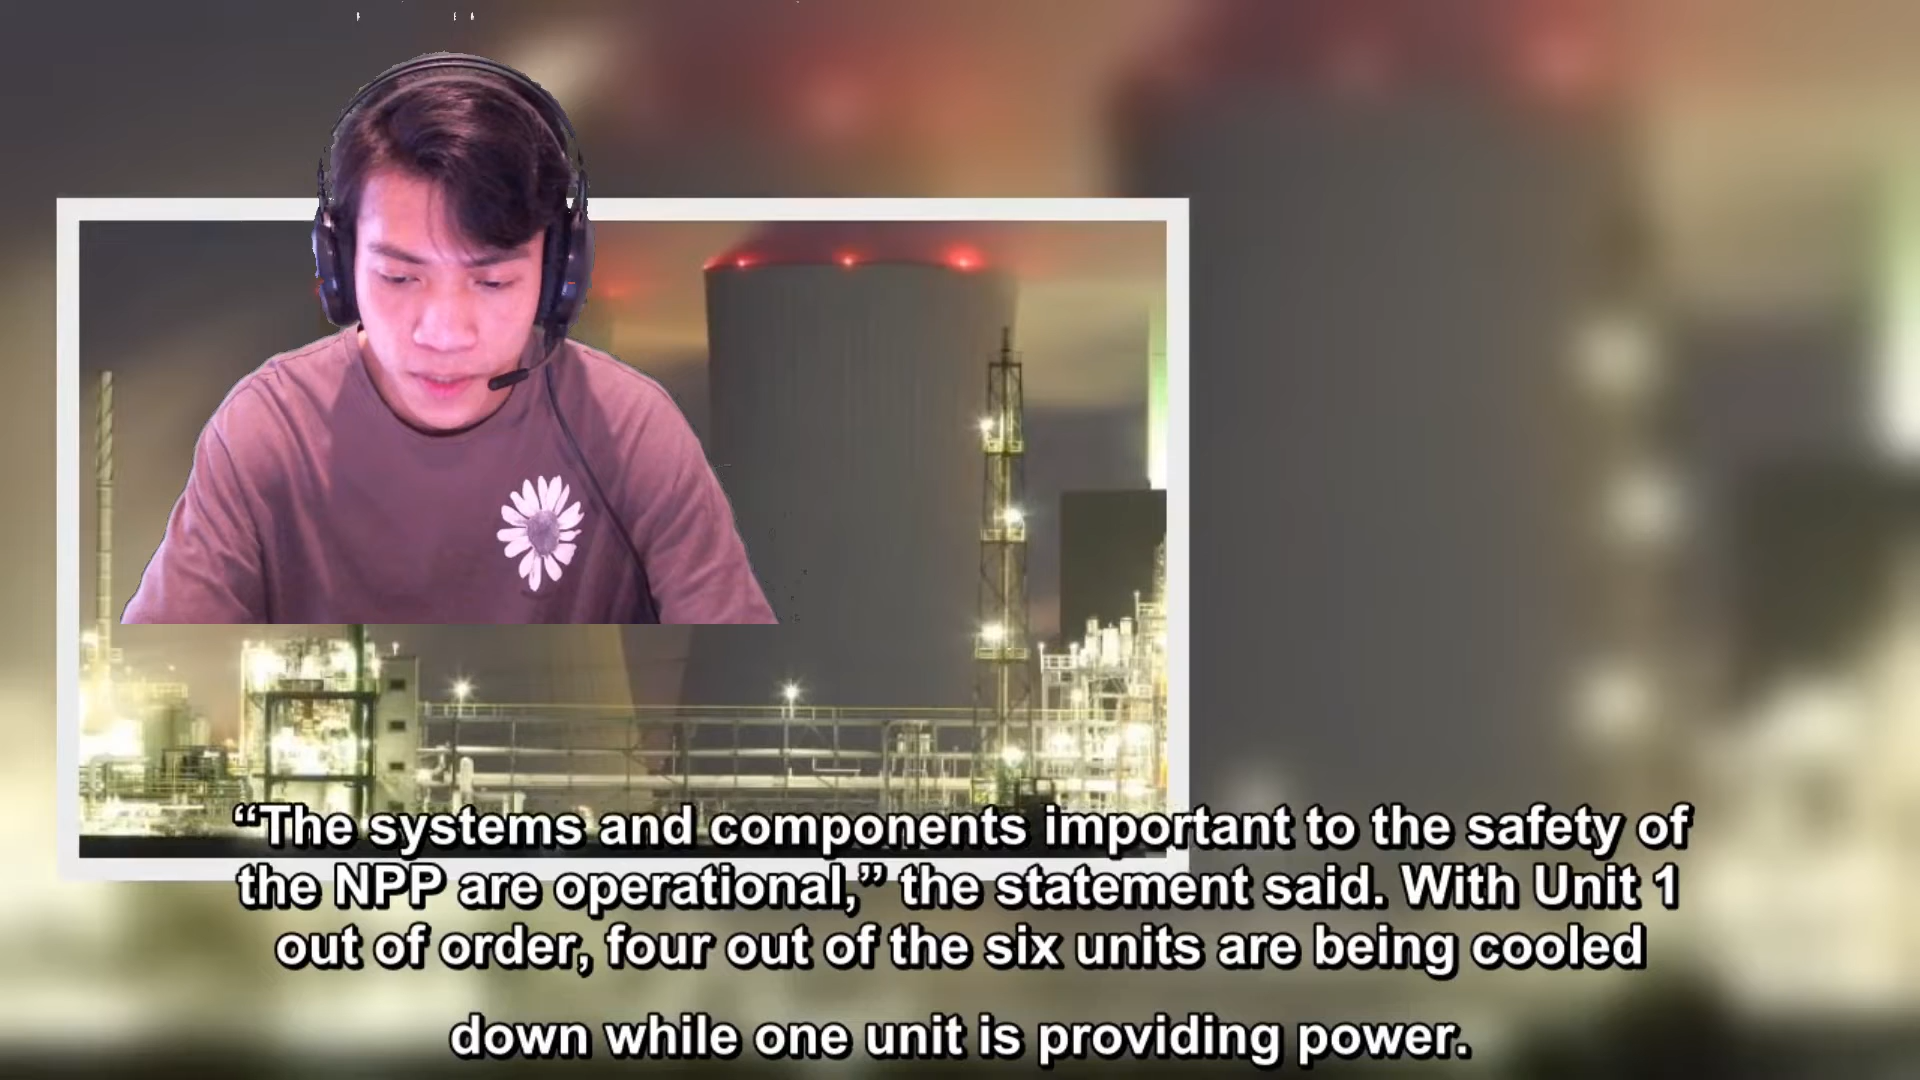 “The systems and components important to the safety of
the NPP are operational,” the statement said. With Unit 1
out of order, four out of the six units are being cooled
down while one unit is providing power.